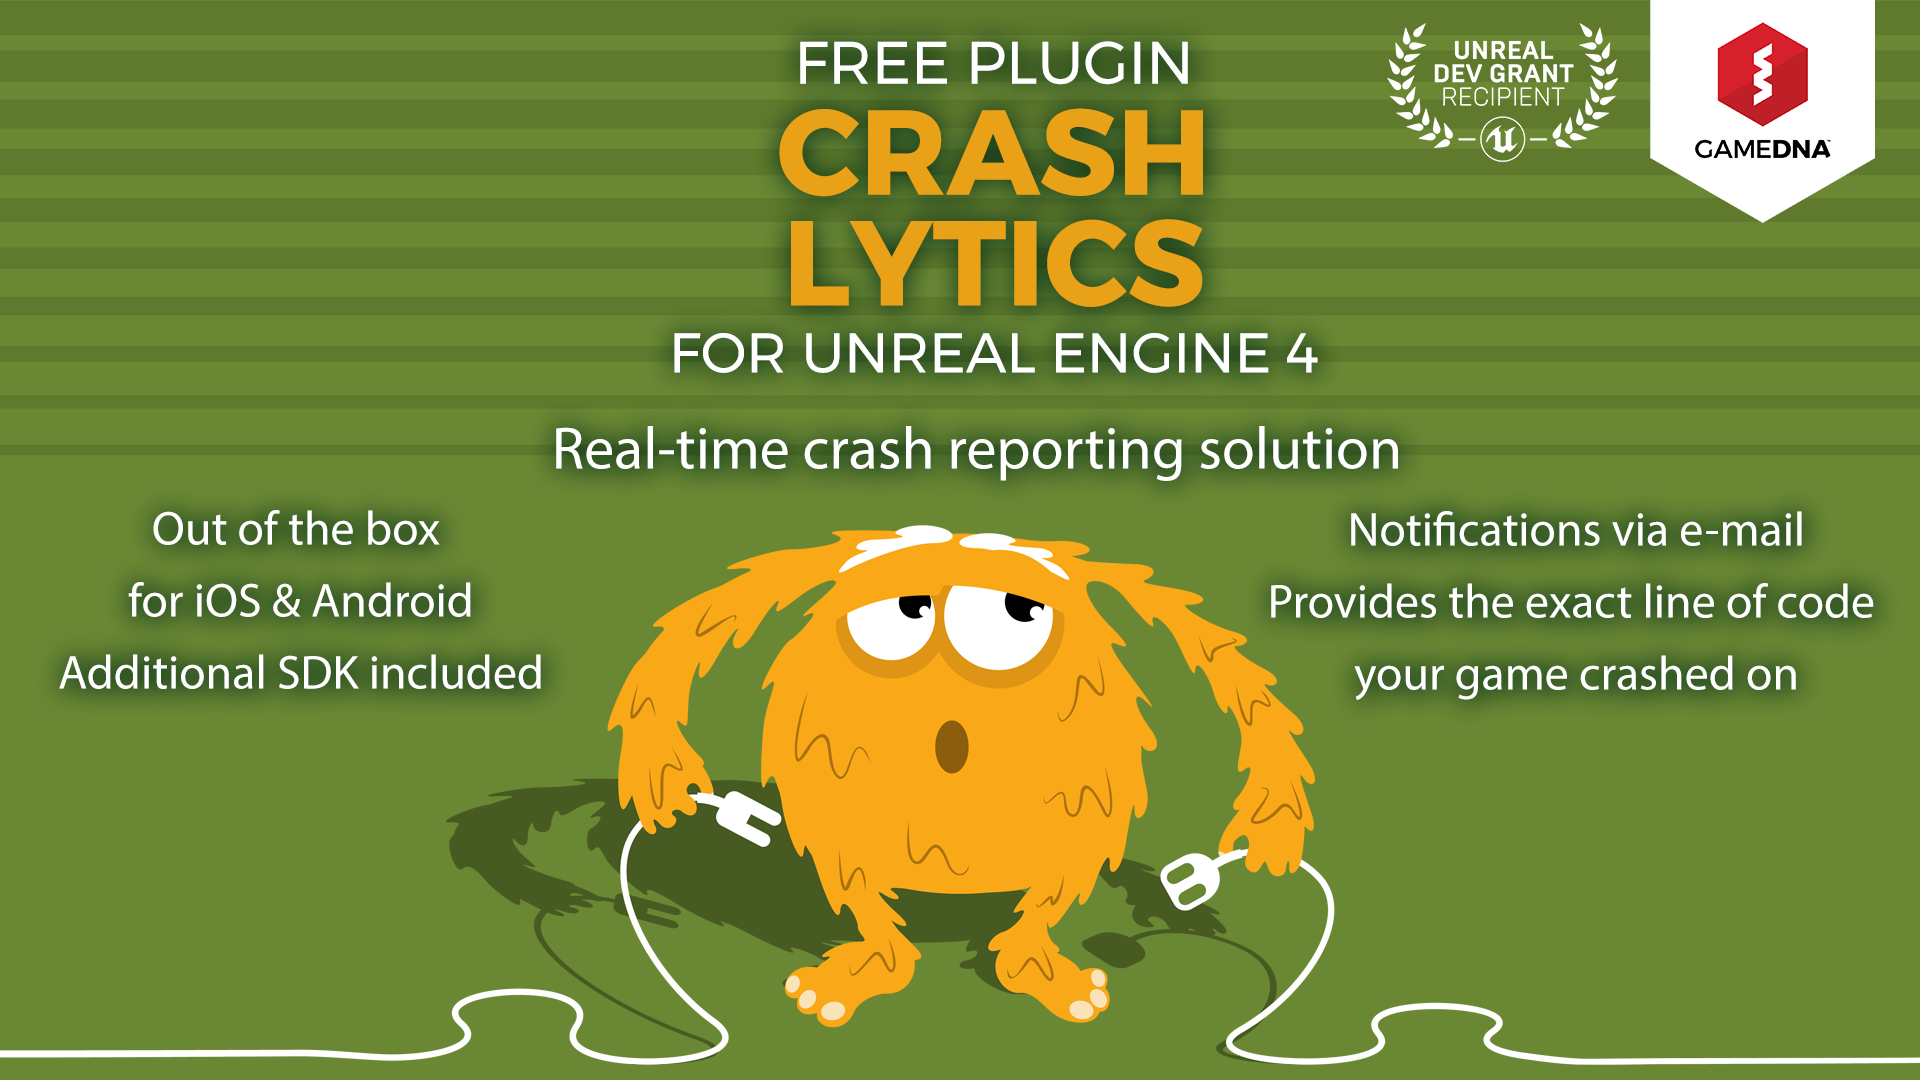 FREE PLUGIN
CRASH
LYTICS
FOR UNREAL ENGINE 4
UNREAL
DEV GRANT
RECIPIENT
GAMEDNA™
Real-time crash reporting solution
Out of the box
for iOS & Android
Additional SDK included
Notifications via e-mail
Provides the exact line of code
your game crashed on